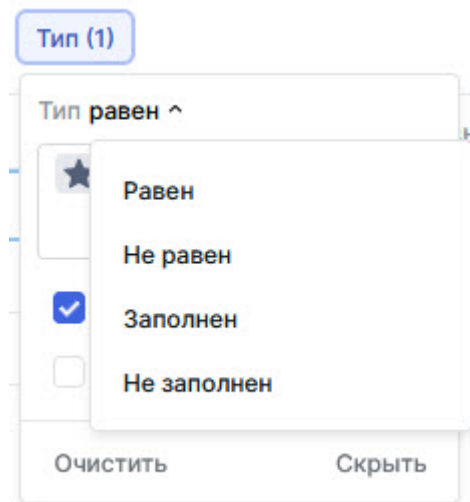 Тип (1)
Тип равен
Равен
Не равен
Заполнен
Не заполнен
Очистить
Скрыть